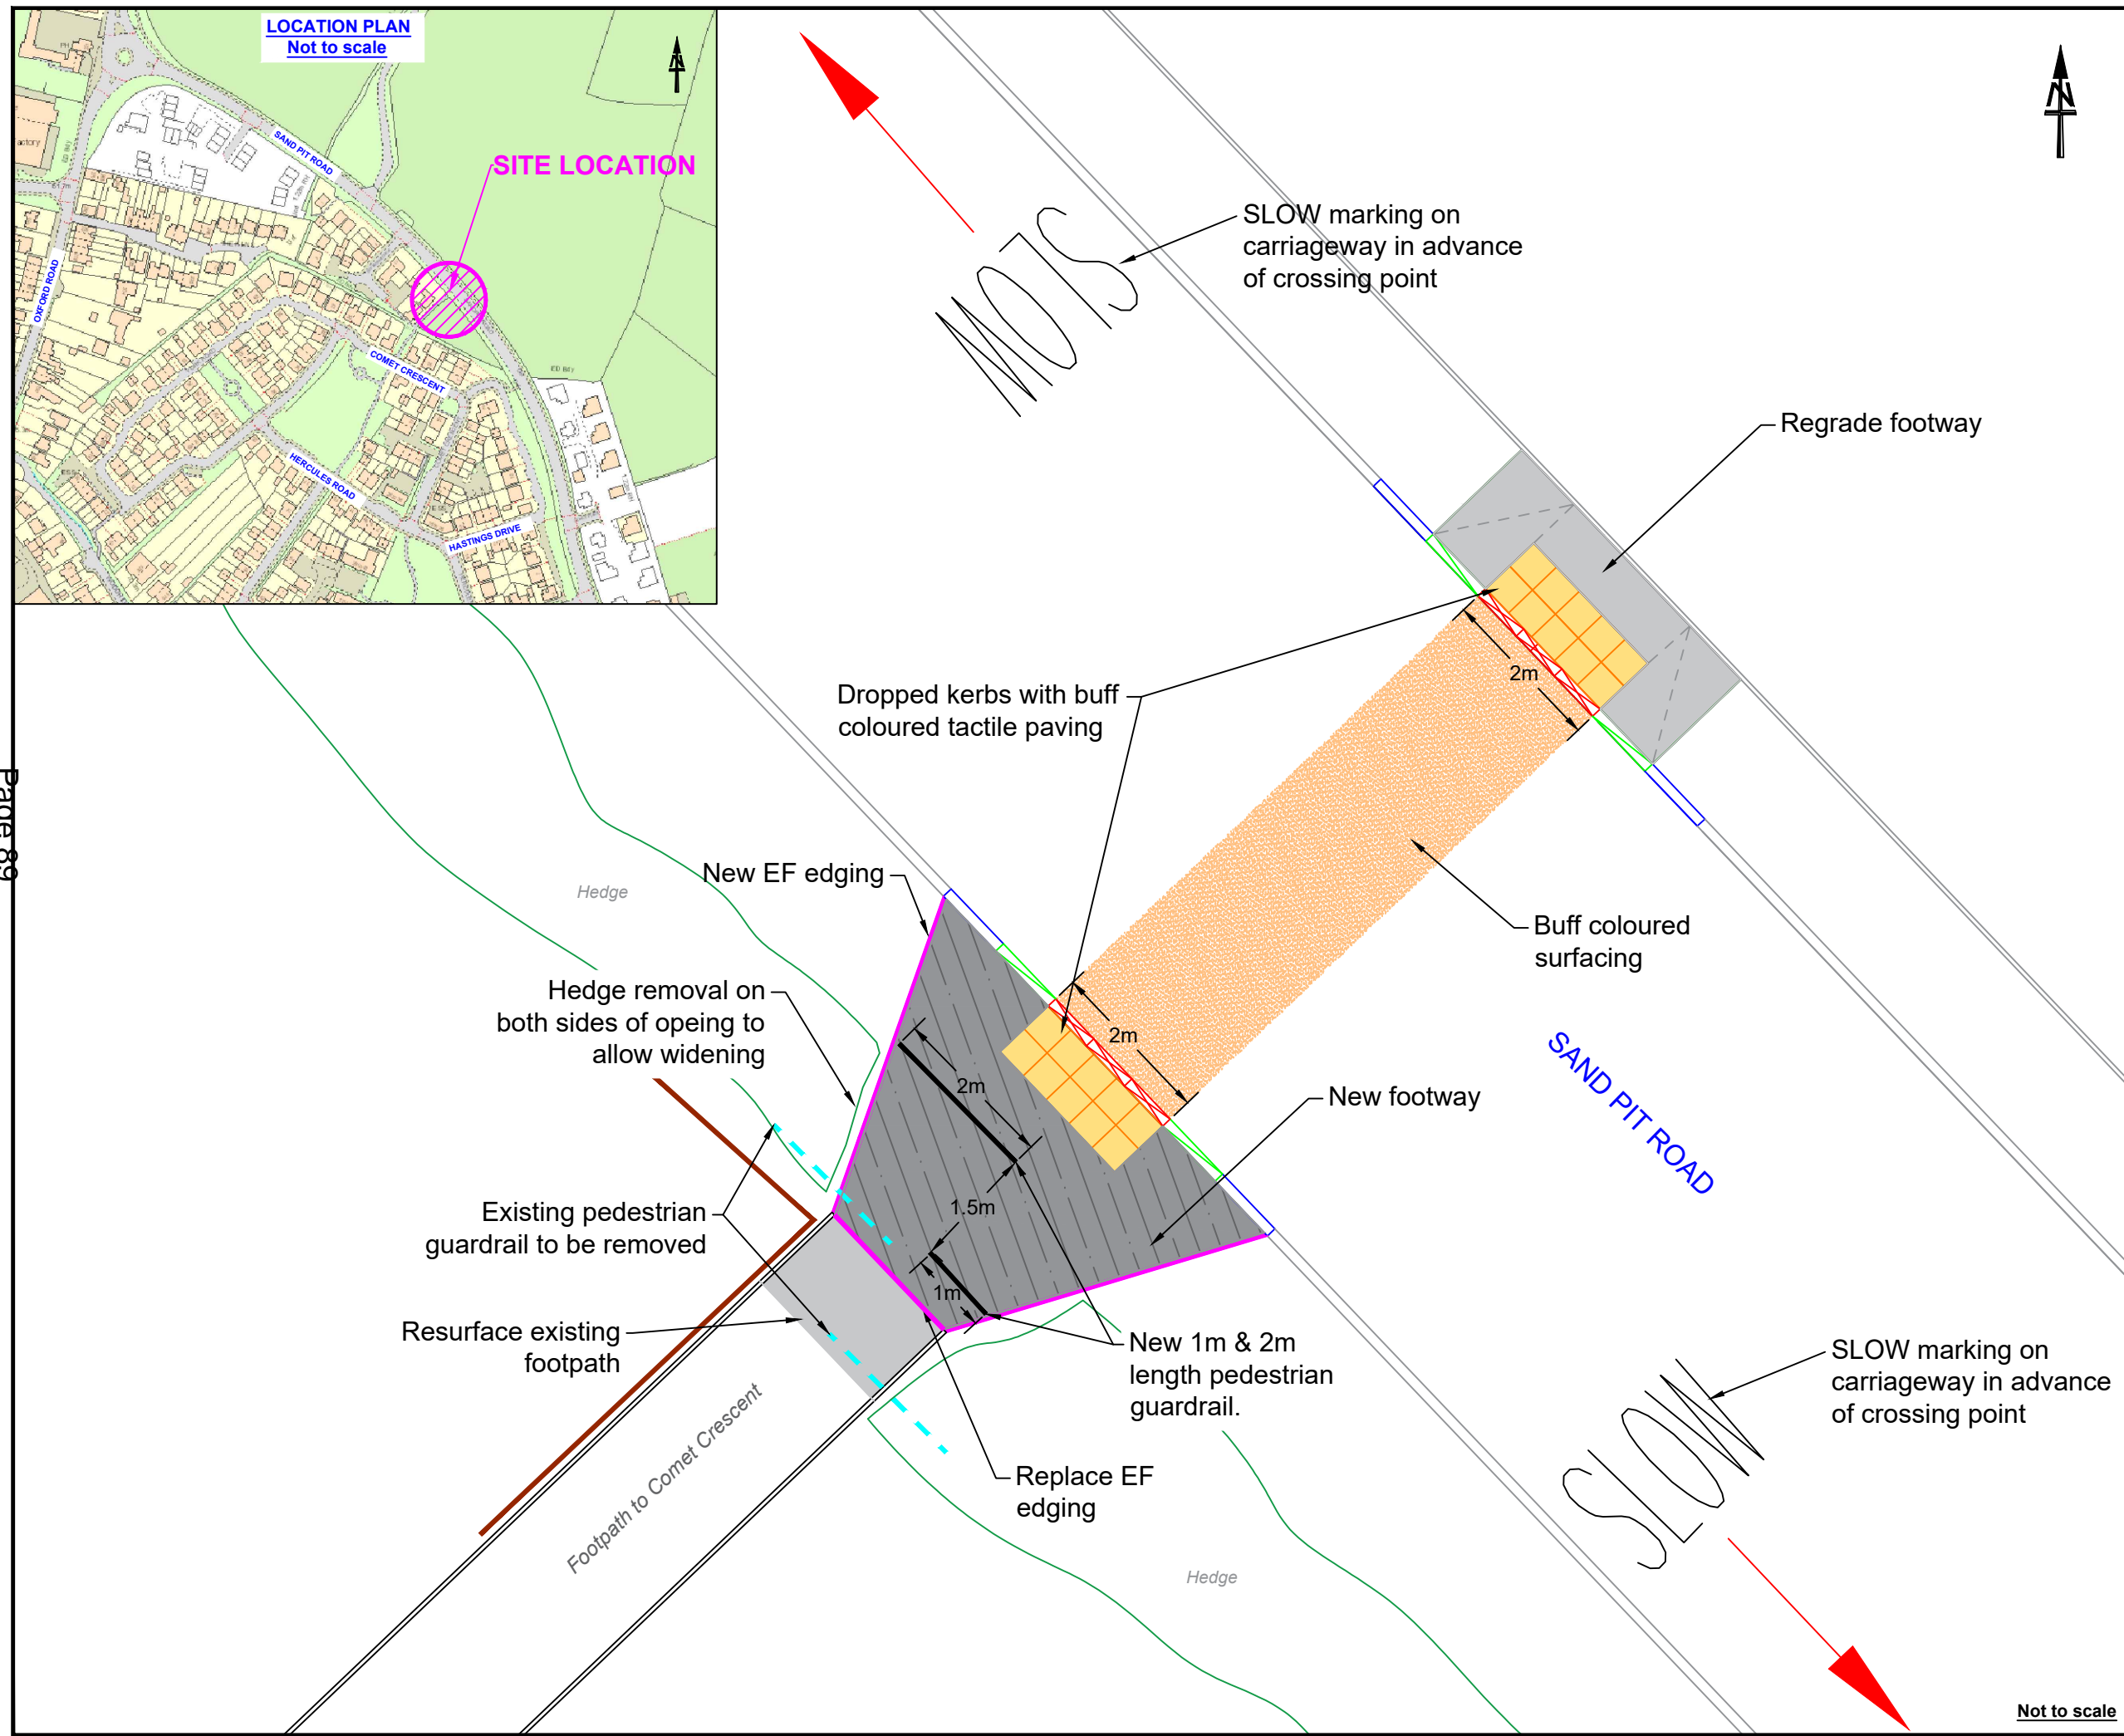 LOCATION PLAN
Not to scale
N
SAND PIT ROAD
SITE LOCATION
OXFORD ROAD
COMET CRESCENT
HERCULES ROAD
HASTINGS DRIVE
PH
actory
N
SLOW
SLOW marking on
carriageway in advance
of crossing point
Regrade footway
2m
Dropped kerbs with buff
coloured tactile paving
Page 89
New EF edging
Hedge
Buff coloured
surfacing
Hedge removal on
both sides of opeing to
allow widening
2m
2m
SAND PIT ROAD
New footway
Existing pedestrian
guardrail to be removed
1.5m
1m
Resurface existing
footpath
New 1m & 2m
length pedestrian
guardrail.
SLOW marking on
carriageway in advance
of crossing point
SLOW
Replace EF
edging
Footpath to Comet Crescent
Hedge
Not to scale